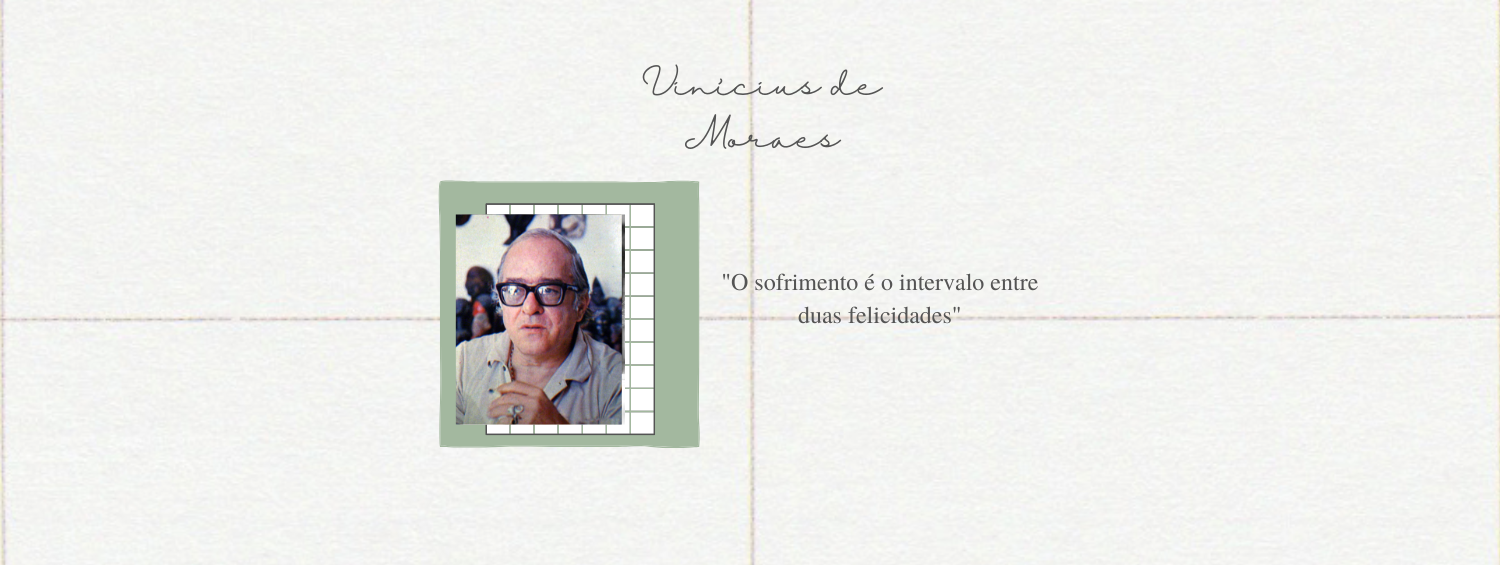 Vinícius de
Moraes
"O sofrimento é o intervalo entre
duas felicidades"